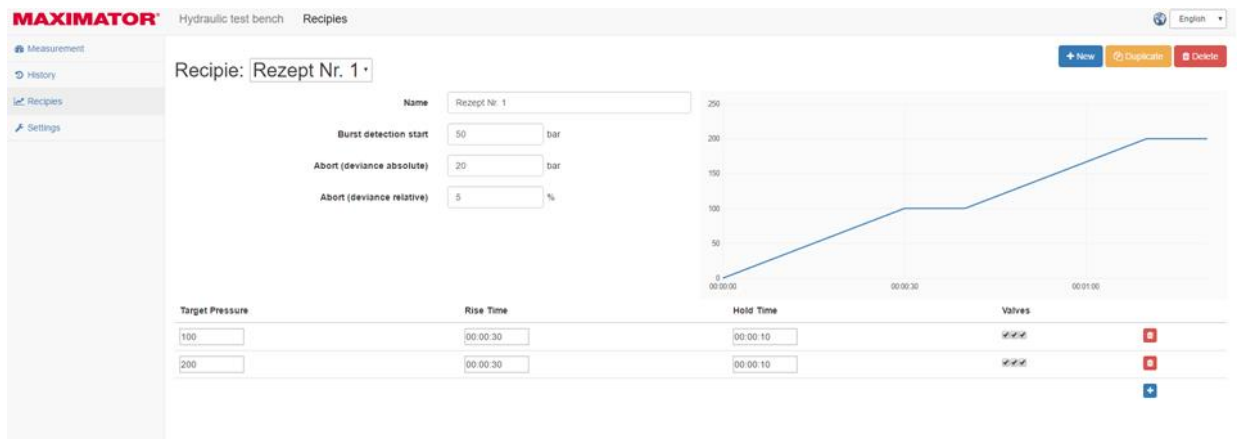 MAXIMATOR® Hydraulic test bench Recipies English
Measurement
History
Recipies
Settings
New Duplicate Delete
Recipie: Rezept Nr. 1
Name Rezept Nr. 1
Burst detection start 50 bar
Abort (deviance absolute) 20 bar
Abort (deviance relative) 5 %
250
200
150
100
50
0
00:00:00 00:00:30 00:01:00
Target Pressure Rise Time Hold Time Valves
100 00:00:30 00:00:10
200 00:00:30 00:00:10